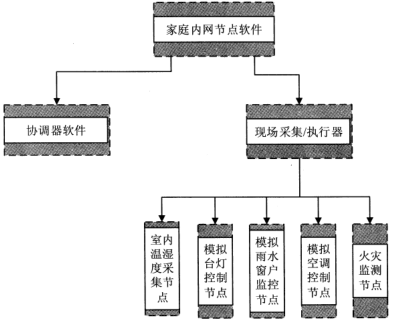 家庭内网节点软件
协调器软件
现场采集/执行器
室内
温湿
度采
集节
点
模拟
台灯
控制
节点
模拟
雨水
窗户
监控
节点
模拟
空调
控制
节点
火灾
监测
节点